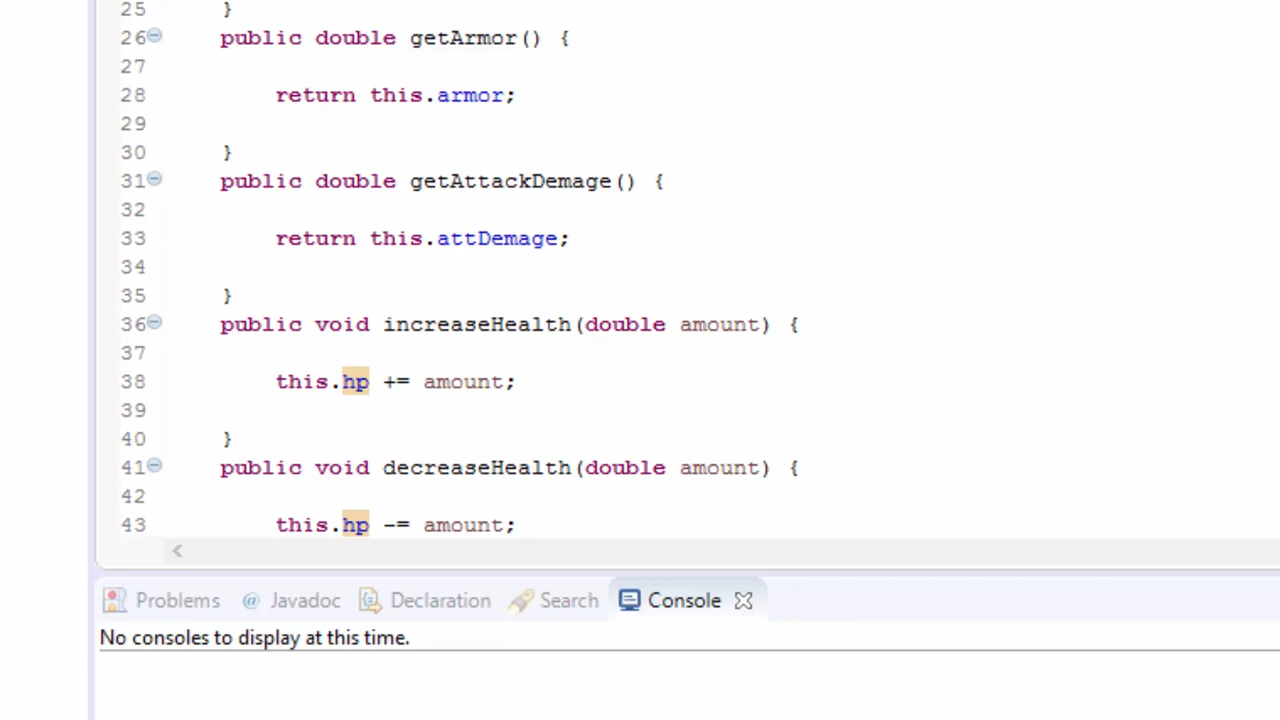 25 }
26 public double getArmor() {
27
28 return this.armor;
29
30 }
31 public double getAttackDemage() {
32
33 return this.attDemage;
34
35 }
36 public void increaseHealth(double amount) {
37
38 this.hp += amount;
39
40 }
41 public void decreaseHealth(double amount) {
42
43 this.hp -= amount;
Problems @ Javadoc Declaration Search Console
No consoles to display at this time.